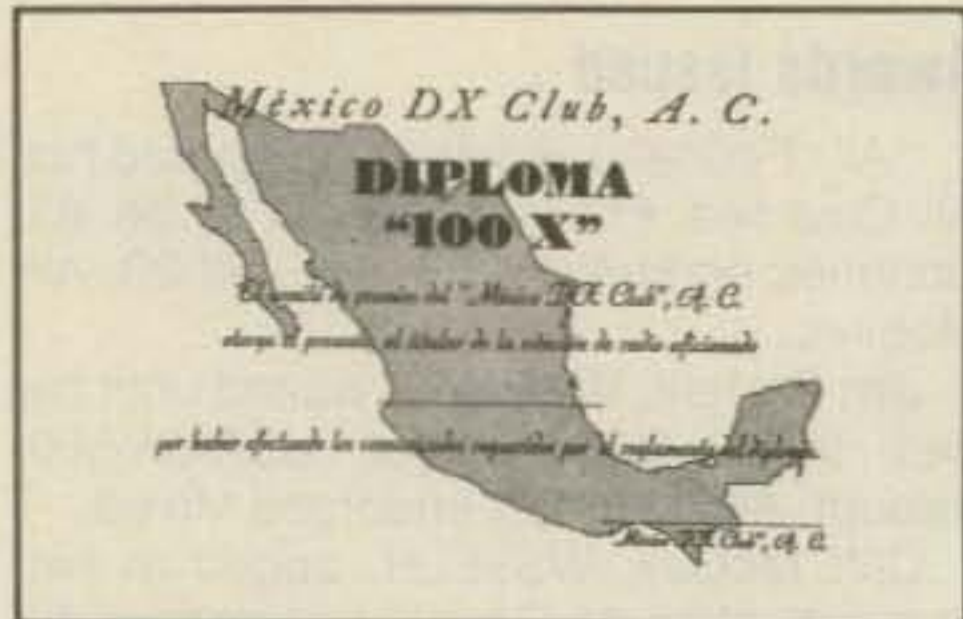 México DX Club, A. C.
DIPLOMA
"100 X"
El comité de premios del "México DX Club", A. C.
otorga el presente al titular de la estación de radio aficionado
por haber efectuado los comunicados requeridos por el reglamento del diploma.
"México DX Club", A. C.